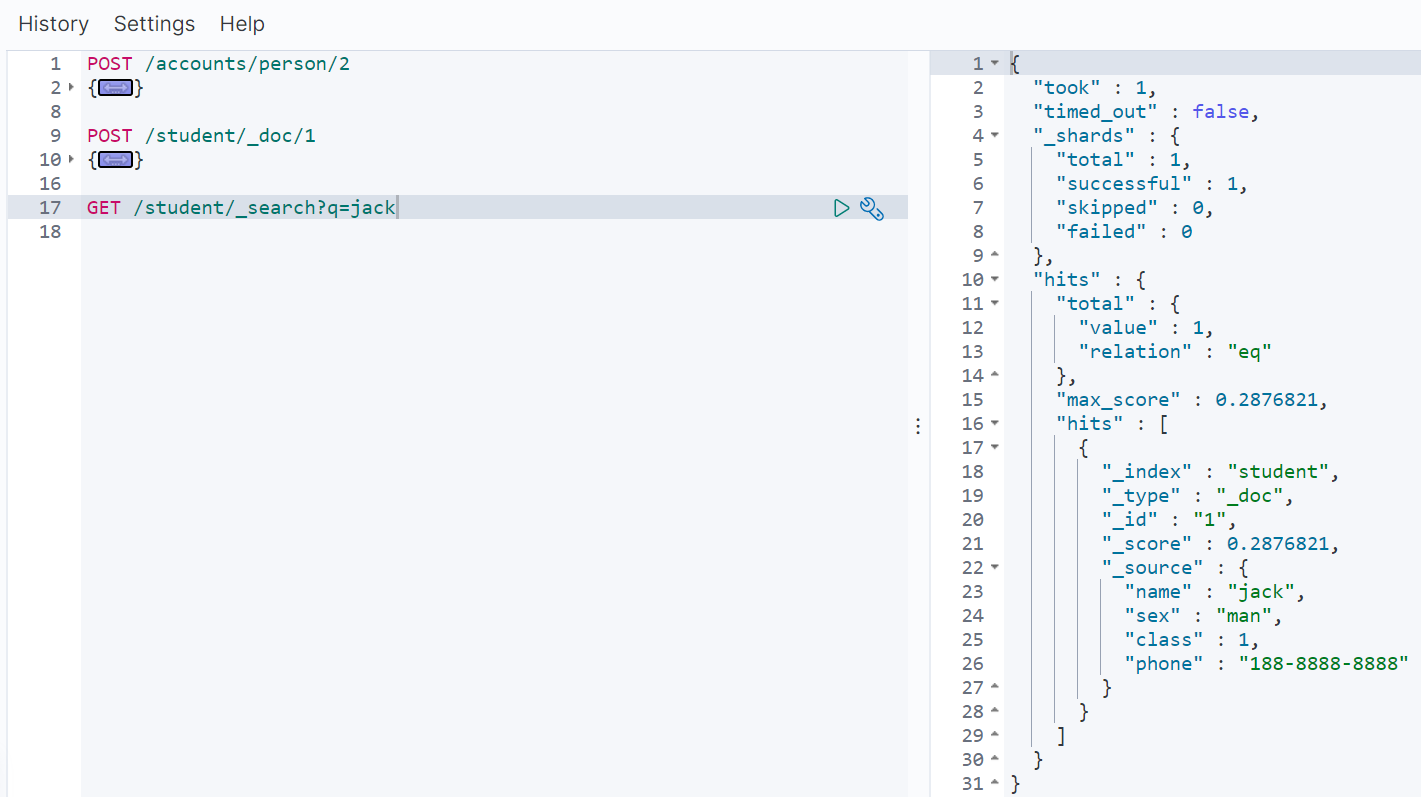 History Settings Help
1 POST /accounts/person/2
2 {}
8
9 POST /student/_doc/1
10 {}
16
17 GET /student/_search?q=jack
18
1 {
2 "took" : 1,
3 "timed_out" : false,
4 "_shards" : {
5 "total" : 1,
6 "successful" : 1,
7 "skipped" : 0,
8 "failed" : 0
9 },
10 "hits" : {
11 "total" : {
12 "value" : 1,
13 "relation" : "eq"
14 },
15 "max_score" : 0.2876821,
16 "hits" : [
17 {
18 "_index" : "student",
19 "_type" : "_doc",
20 "_id" : "1",
21 "_score" : 0.2876821,
22 "_source" : {
23 "name" : "jack",
24 "sex" : "man",
25 "class" : 1,
26 "phone" : "188-8888-8888"
27 }
28 }
29 ]
30 }
31 }